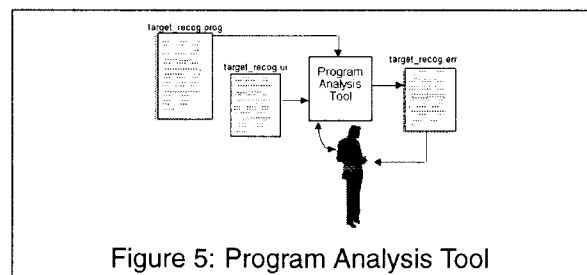 target_recog.prog
target_recog.ui
target_recog.err
Program
Analysis
Tool
Figure 5: Program Analysis Tool